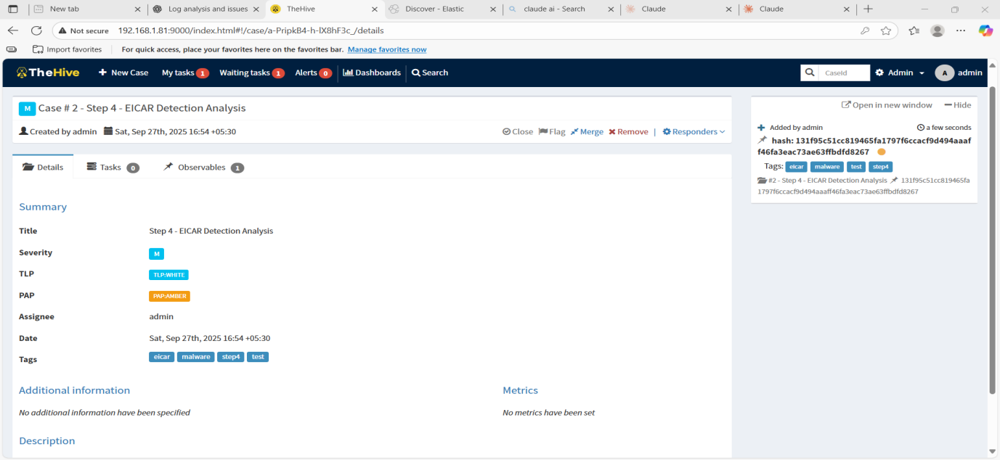 New tab
Log analysis and issues
TheHive
Discover - Elastic
claude ai - Search
Claude
Claude
Not secure 192.168.1.81:9000/index.html#!/case/a-PripkB4-h-lX8hF3c_/details
Import favorites For quick access, place your favorites here on the favorites bar. Manage favorites now
TheHive New Case My tasks 1 Waiting tasks 1 Alerts 0 Dashboards Search CaseId Admin A admin
M Case # 2 - Step 4 - EICAR Detection Analysis
Created by admin Sat, Sep 27th, 2025 16:54 +05:30 Close Flag Merge Remove | Responders
Details Tasks 0 Observables 1
Summary
Title Step 4 - EICAR Detection Analysis
Severity M
TLP TLP:WHITE
PAP PAP:AMBER
Assignee admin
Date Sat, Sep 27th, 2025 16:54 +05:30
Tags eicar malware step4 test
Additional information Metrics
No additional information have been specified No metrics have been set
Description
Open in new window Hide
Added by admin a few seconds
hash: 131f95c51cc819465fa1797f6ccacf9d494aaaf
f46fa3eac73ae63ffbdfd8267
Tags: eicar malware test step4
#2 - Step 4 - EICAR Detection Analysis 131f95c51cc819465fa
1797f6ccacf9d494aaaff46fa3eac73ae63ffbdfd8267